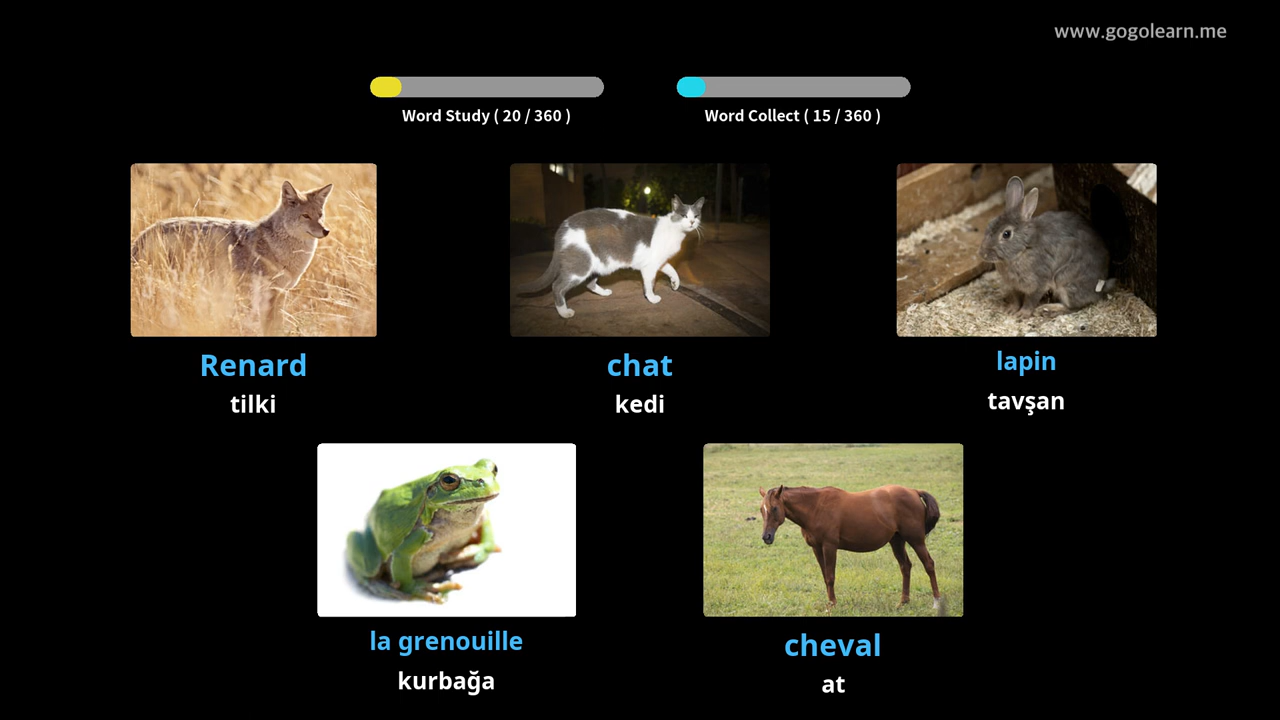 www.gogolearn.me
Word Study ( 20 / 360 )
Word Collect ( 15 / 360 )
Renard
tilki
chat
kedi
lapin
tavşan
la grenouille
kurbağa
cheval
at